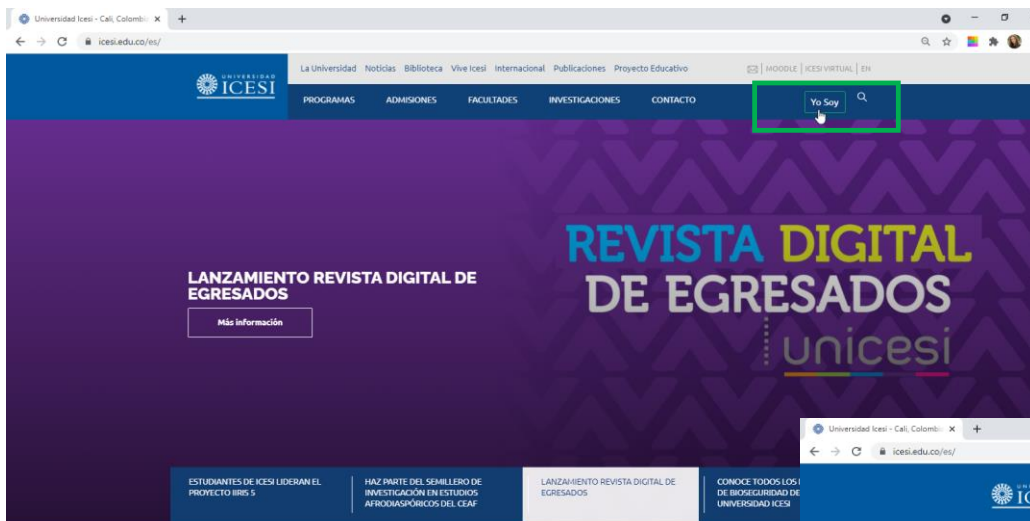 Universidad Icesi - Cali, Colombi
icesi.edu.co/es/
UNIVERSIDAD
ICESI
La Universidad Noticias Biblioteca Vive Icesi Internacional Publicaciones Proyecto Educativo
MOODLE | ICESI VIRTUAL | EN
PROGRAMAS ADMISIONES FACULTADES INVESTIGACIONES CONTACTO
Yo Soy
LANZAMIENTO REVISTA DIGITAL DE
EGRESADOS
Más información
REVISTA DIGITAL
DE EGRESADOS
unicesi
ESTUDIANTES DE ICESI LIDERAN EL
PROYECTO IIRIS 5
HAZ PARTE DEL SEMILLERO DE
INVESTIGACIÓN EN ESTUDIOS
AFRODIASPÓRICOS DEL CEAF
LANZAMIENTO REVISTA DIGITAL DE
EGRESADOS
CONOCE TODOS LOS
DE BIOSEGURIDAD DE
UNIVERSIDAD ICESI
Universidad Icesi - Cali, Colombi
icesi.edu.co/es/